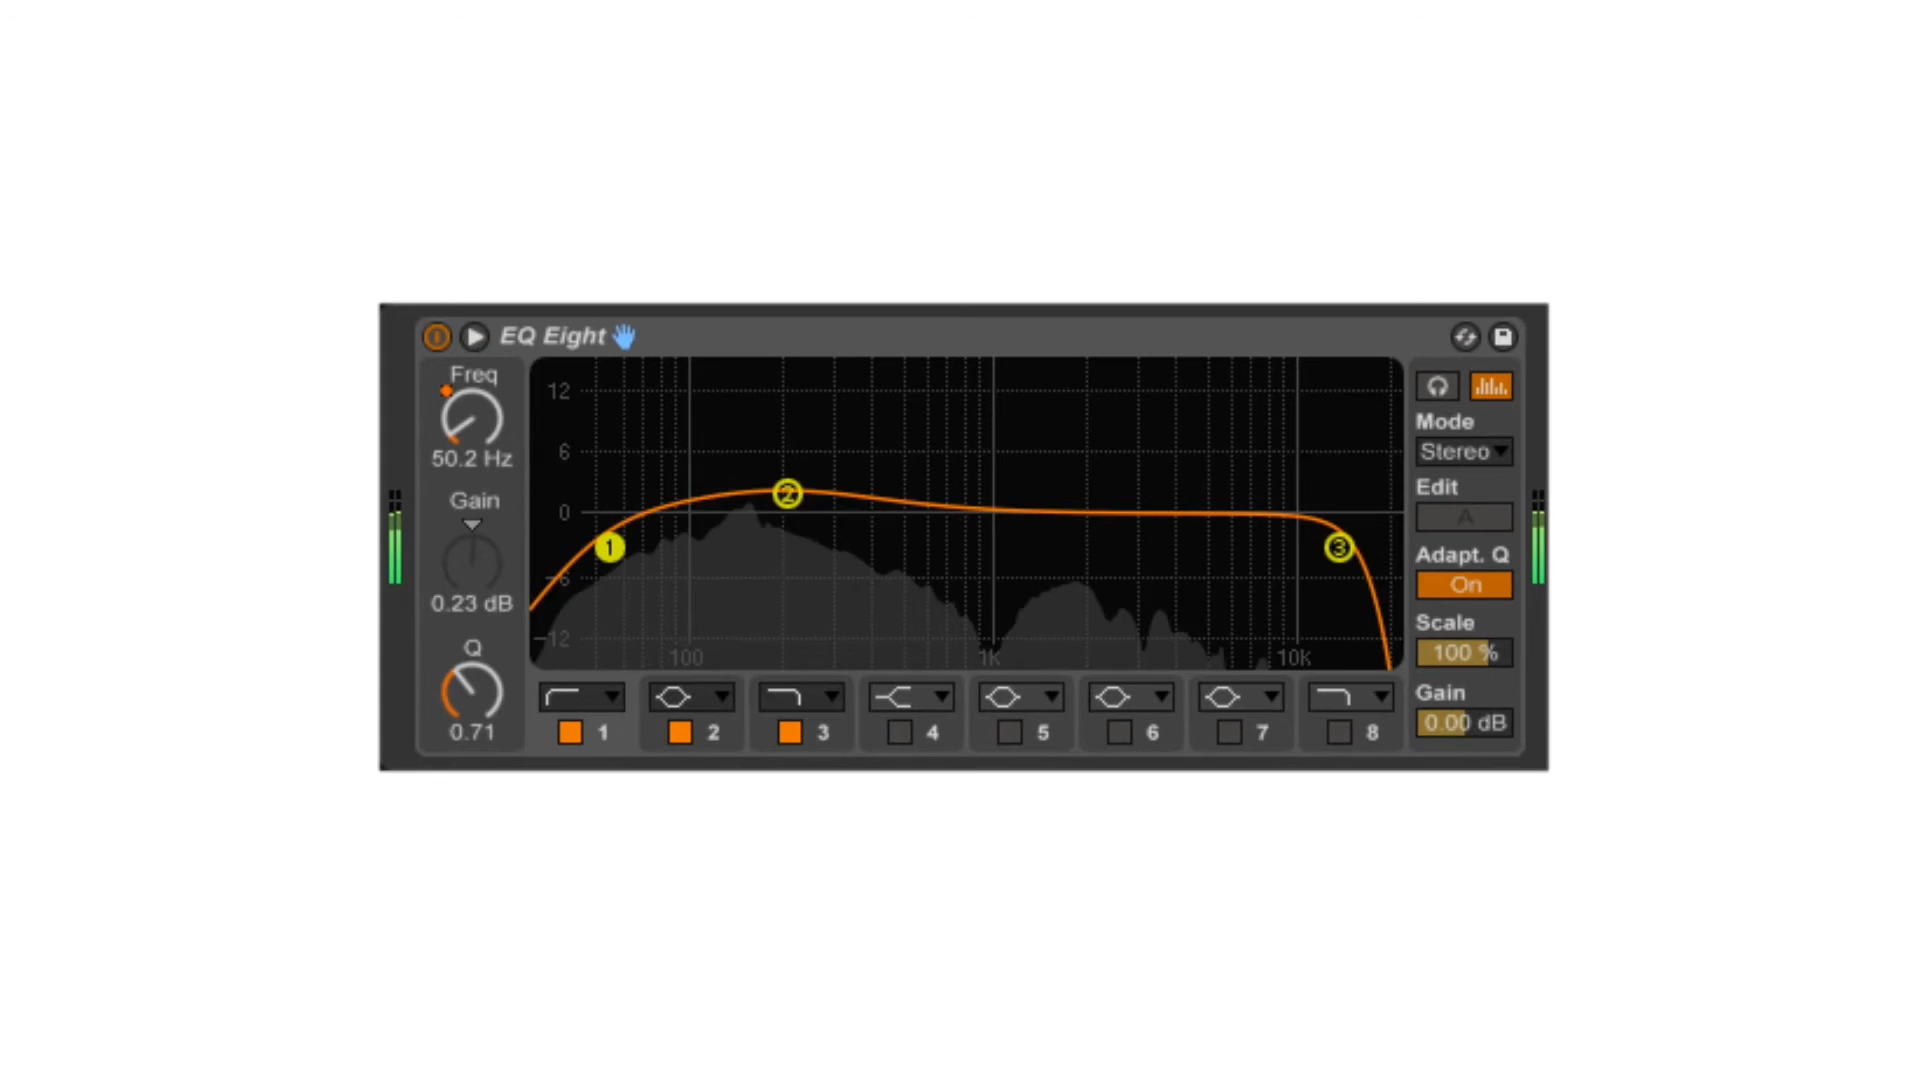 EQ Eight
Freq
50.2 Hz
Gain
0.23 dB
Q
0.71
12
6
0
-6
-12
100
1K
10K
1
2
3
1
2
3
4
5
6
7
8
Mode
Stereo
Edit
A
Adapt. Q
On
Scale
100 %
Gain
0.00 dB